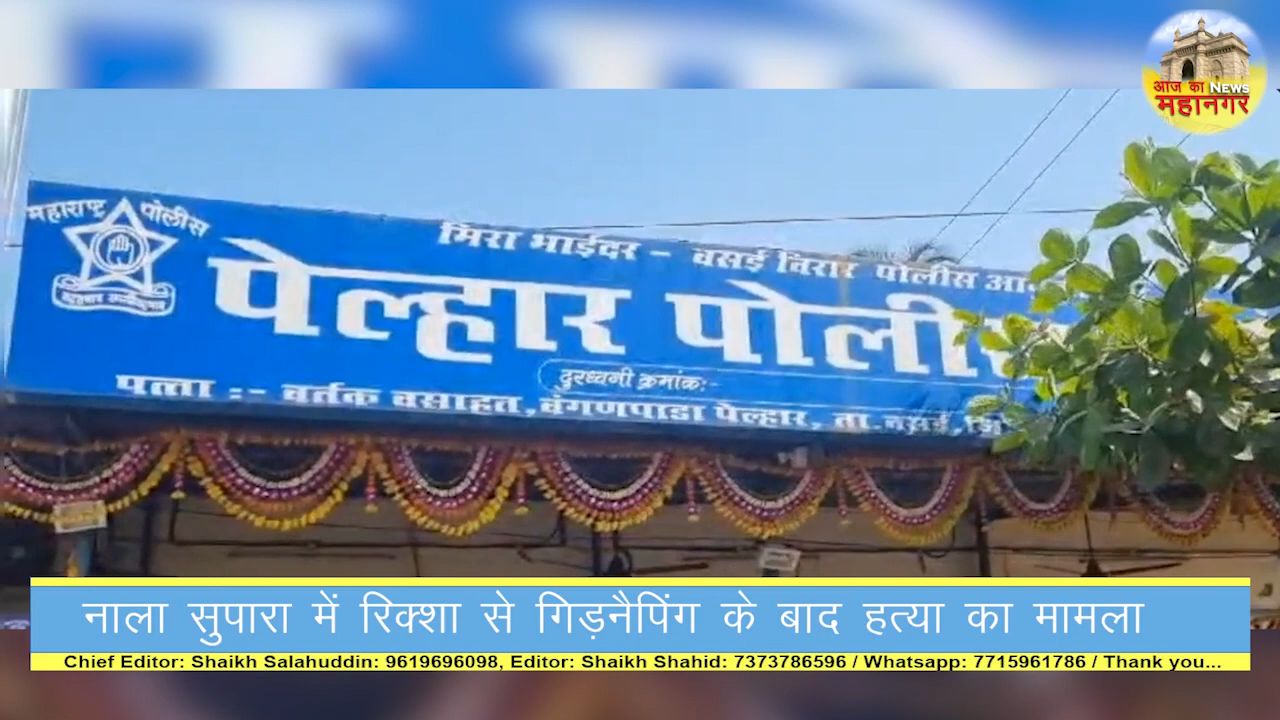 आज का News
महानगर
महाराष्ट्र पोलीस
मिरा भाईंदर - वसई विरार पोलीस
पेल्हार पोलीस
दुरध्वनी क्रमांक:-
पत्ता :- वर्तक वसाहत, वंगणपाडा पेल्हार, ता. वसई,
नाला सुपारा में रिक्शा से गिड़नैपिंग के बाद हत्या का मामला
Chief Editor: Shaikh Salahuddin: 9619696098, Editor: Shaikh Shahid: 7373786596 / Whatsapp: 7715961786 / Thank you...